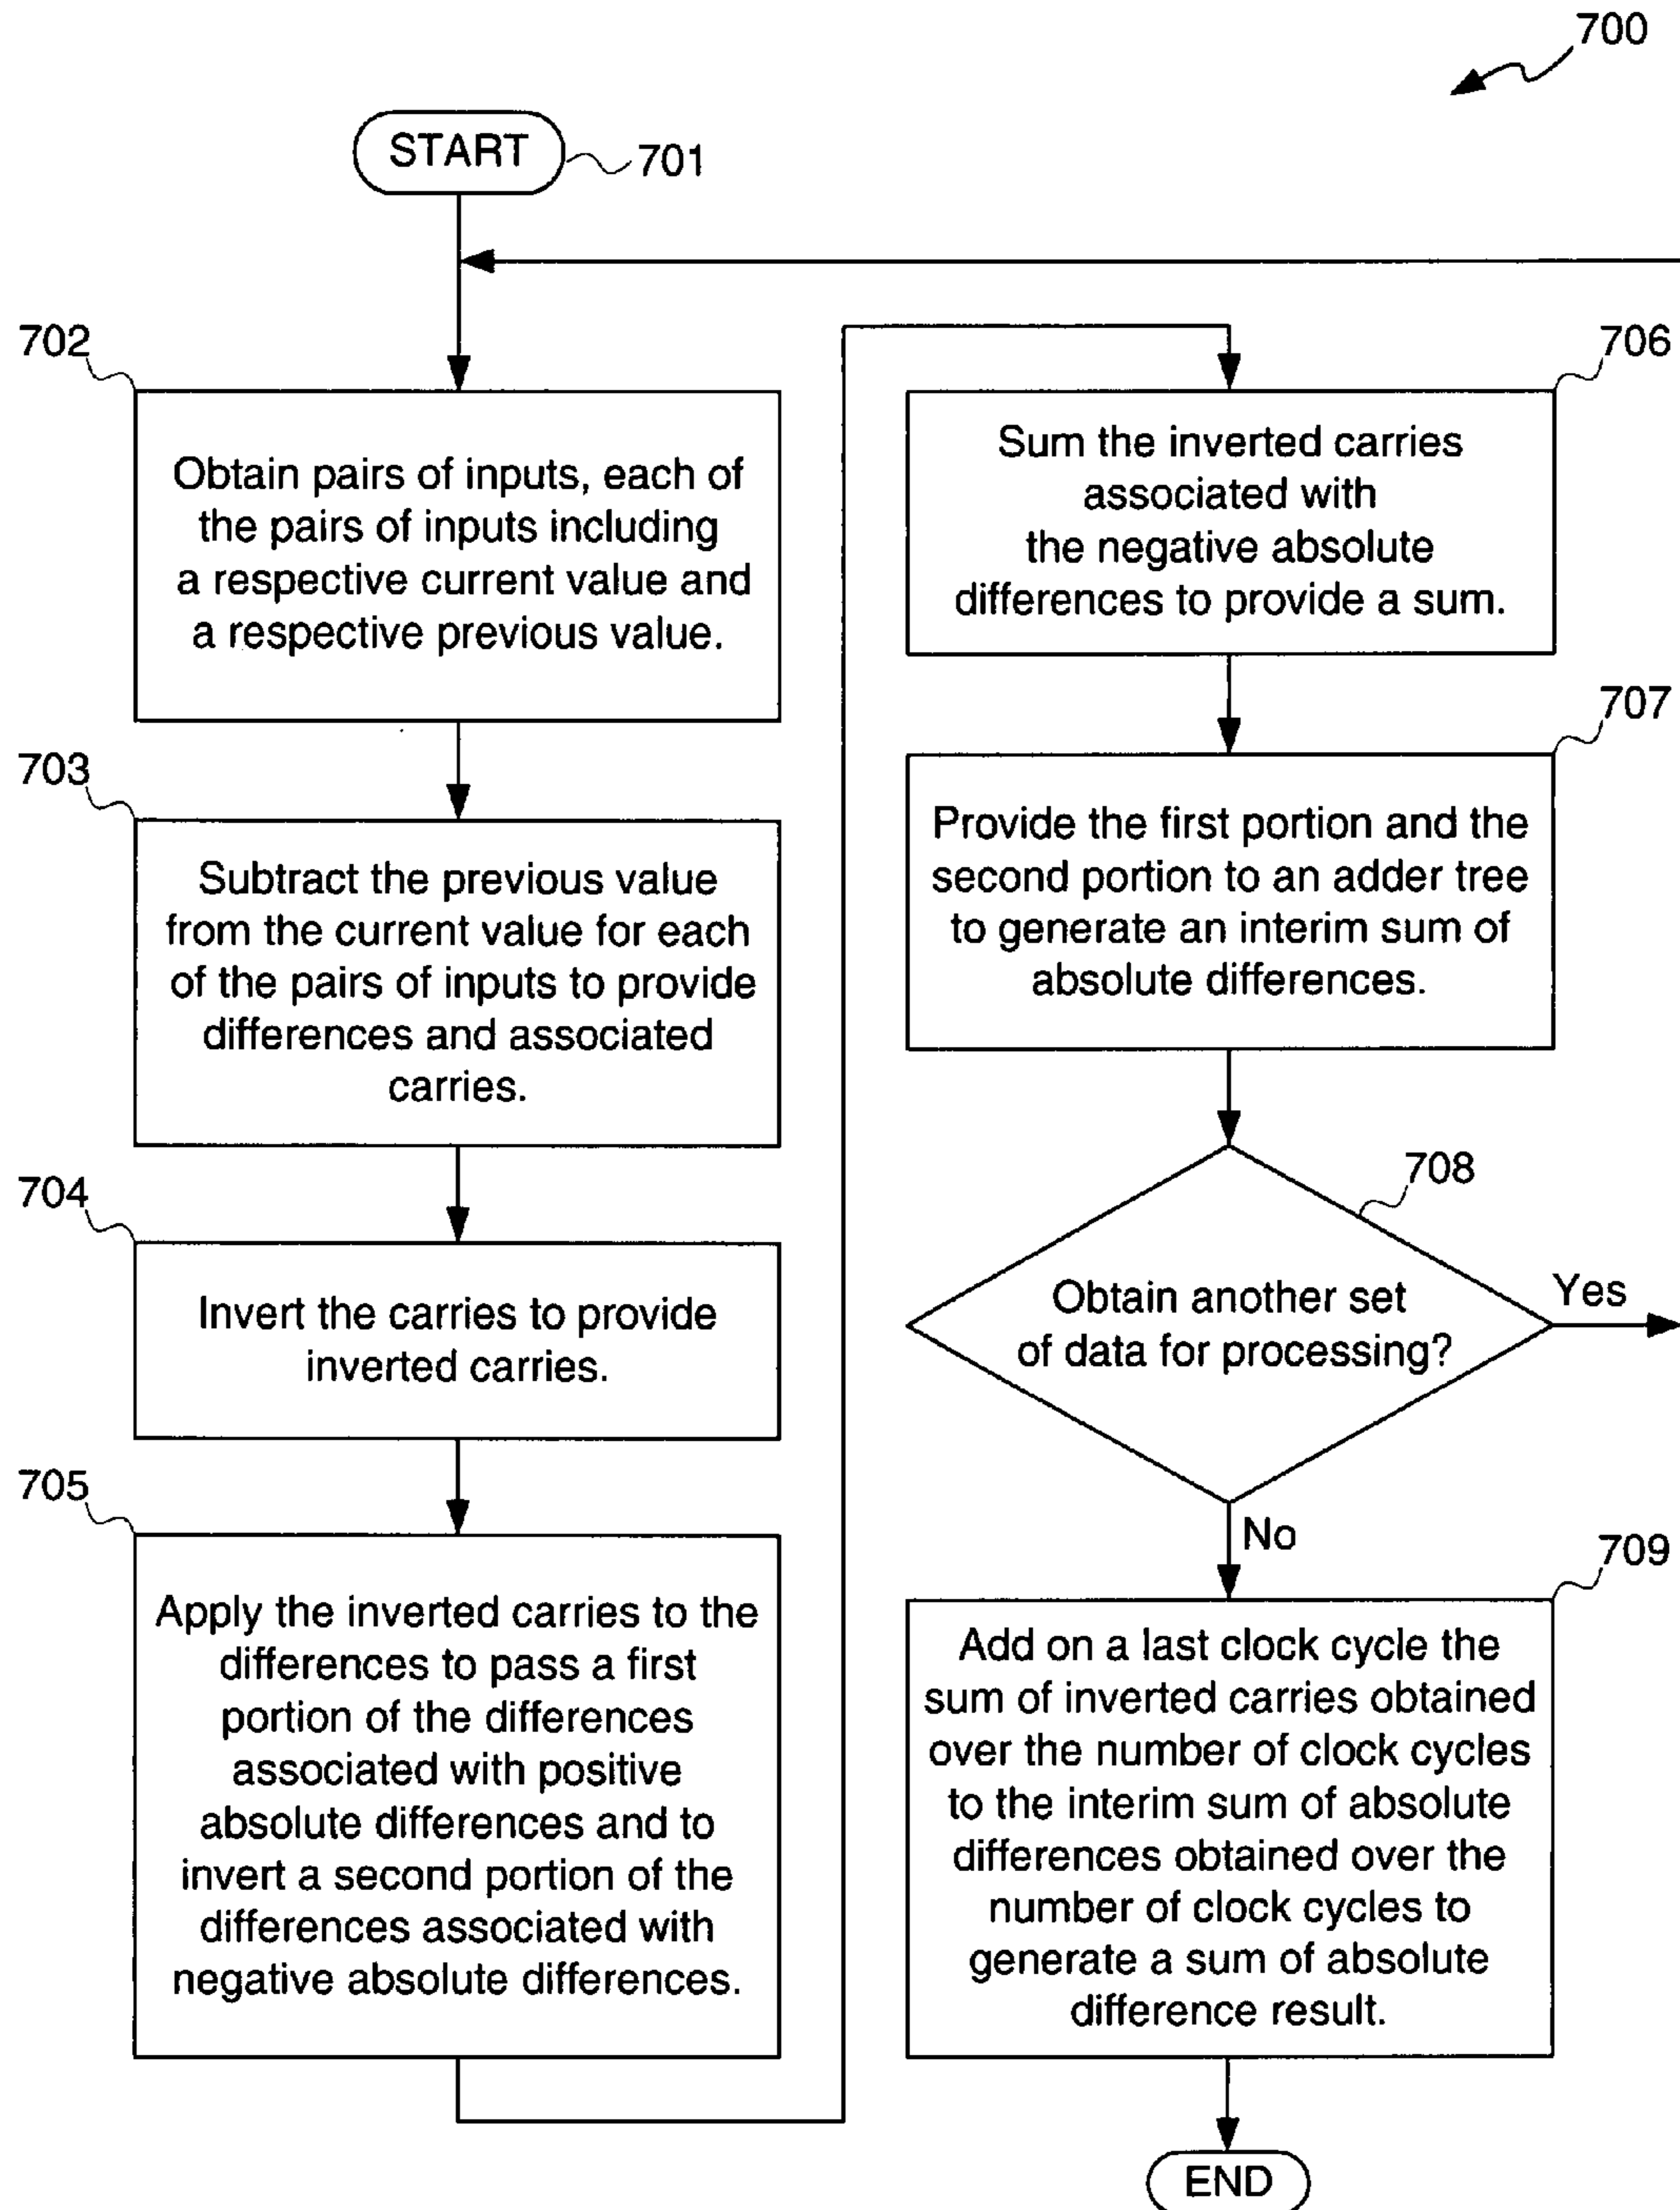 700
START
701
702
Obtain pairs of inputs, each of
the pairs of inputs including
a respective current value and
a respective previous value.
703
Subtract the previous value
from the current value for each
of the pairs of inputs to provide
differences and associated
carries.
704
Invert the carries to provide
inverted carries.
705
Apply the inverted carries to the
differences to pass a first
portion of the differences
associated with positive
absolute differences and to
invert a second portion of the
differences associated with
negative absolute differences.
706
Sum the inverted carries
associated with
the negative absolute
differences to provide a sum.
707
Provide the first portion and the
second portion to an adder tree
to generate an interim sum of
absolute differences.
708
Obtain another set
of data for processing?
Yes
No
709
Add on a last clock cycle the
sum of inverted carries obtained
over the number of clock cycles
to the interim sum of absolute
differences obtained over the
number of clock cycles to
generate a sum of absolute
difference result.
END